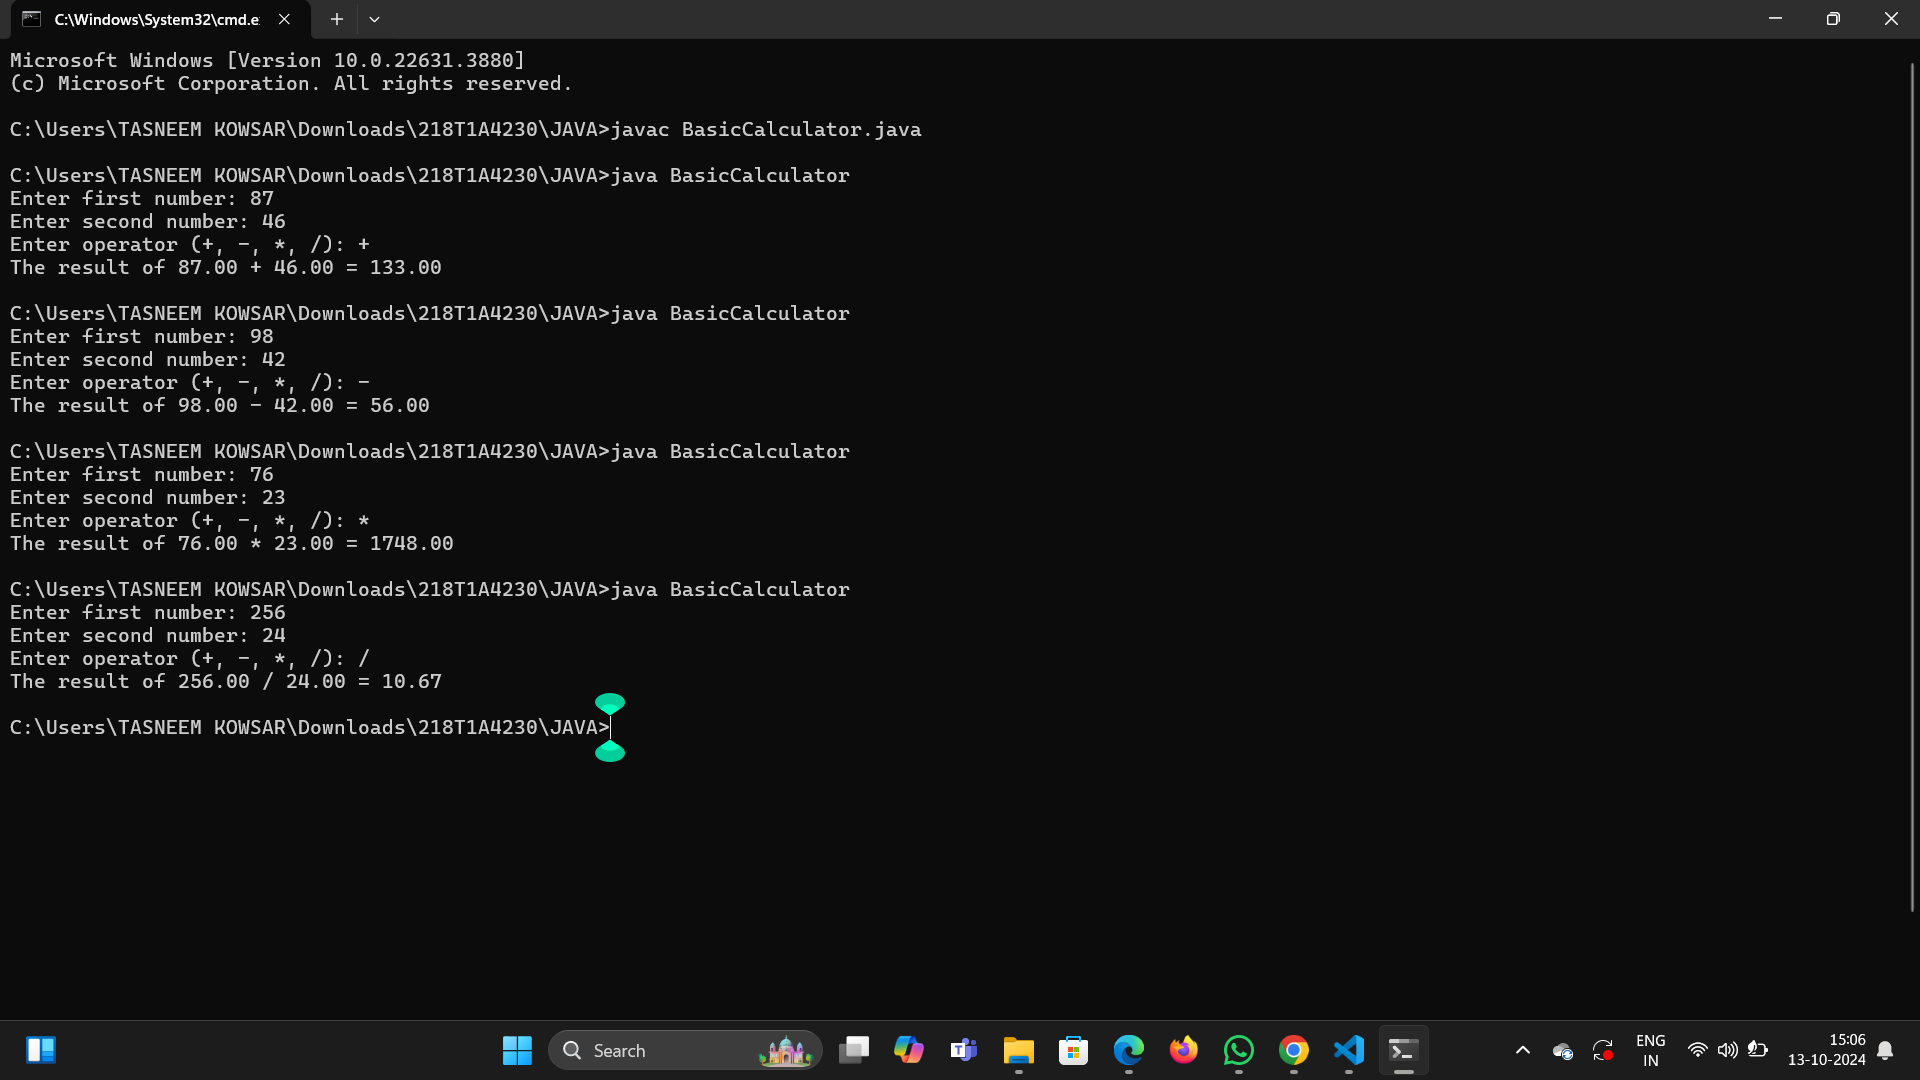 C:\Windows\System32\cmd.e
Microsoft Windows [Version 10.0.22631.3880]
(c) Microsoft Corporation. All rights reserved.
C:\Users\TASNEEM KOWSAR\Downloads\218T1A4230\JAVA>javac BasicCalculator.java
C:\Users\TASNEEM KOWSAR\Downloads\218T1A4230\JAVA>java BasicCalculator
Enter first number: 87
Enter second number: 46
Enter operator (+, -, *, /): +
The result of 87.00 + 46.00 = 133.00
C:\Users\TASNEEM KOWSAR\Downloads\218T1A4230\JAVA>java BasicCalculator
Enter first number: 98
Enter second number: 42
Enter operator (+, -, *, /): -
The result of 98.00 - 42.00 = 56.00
C:\Users\TASNEEM KOWSAR\Downloads\218T1A4230\JAVA>java BasicCalculator
Enter first number: 76
Enter second number: 23
Enter operator (+, -, *, /): *
The result of 76.00 * 23.00 = 1748.00
C:\Users\TASNEEM KOWSAR\Downloads\218T1A4230\JAVA>java BasicCalculator
Enter first number: 256
Enter second number: 24
Enter operator (+, -, *, /): /
The result of 256.00 / 24.00 = 10.67
C:\Users\TASNEEM KOWSAR\Downloads\218T1A4230\JAVA>
Search
ENG
IN
15:06
13-10-2024